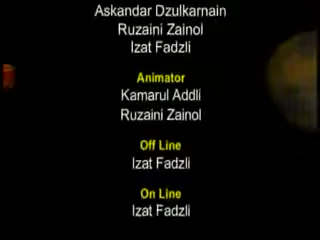 Askandar Dzulkarnain
Ruzaini Zainol
Izat Fadzli
Animator
Kamarul Addli
Ruzaini Zainol
Off Line
Izat Fadzli
On Line
Izat Fadzli